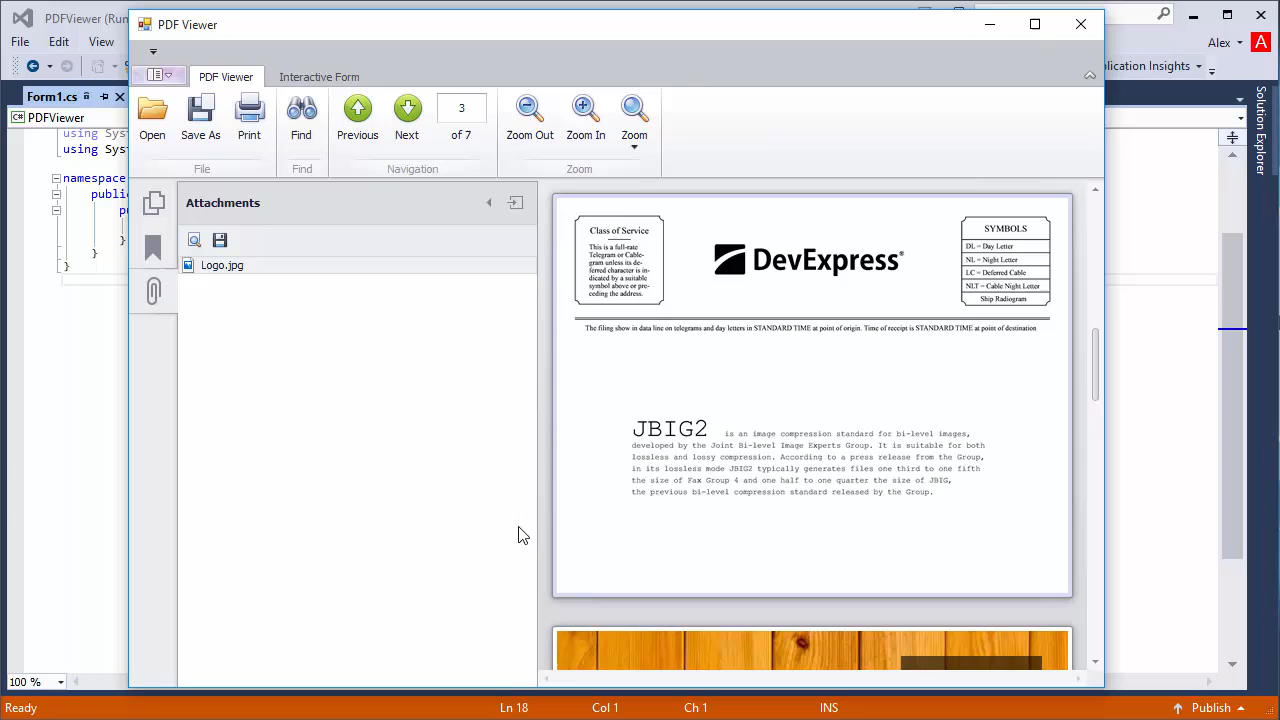 PDFViewer (Run
PDF Viewer
File Edit View
Alex A
plication Insights
Form1.cs
PDFViewer
Solution Explorer
PDF Viewer Interactive Form
Open Save As Print Find Previous Next 3 of 7 Zoom Out Zoom In Zoom
File Find Navigation Zoom
using Sys
using Sys
namespace
public
pu
}
}
}
Attachments
Logo.jpg
Class of Service
This is a full-rate
Telegram or Cable-
gram unless its de-
ferred character is in-
dicated by a suitable
symbol above or pre-
ceding the address.
DevExpress®
SYMBOLS
DL = Day Letter
NL = Night Letter
LC = Deferred Cable
NLT = Cable Night Letter
Ship Radiogram
The filing show in data line on telegrams and day letters in STANDARD TIME at point of origin. Time of receipt is STANDARD TIME at point of destination
JBIG2 is an image compression standard for bi-level images,
developed by the Joint Bi-level Image Experts Group. It is suitable for both
lossless and lossy compression. According to a press release from the Group,
in its lossless mode JBIG2 typically generates files one third to one fifth
the size of Fax Group 4 and one half to one quarter the size of JBIG,
the previous bi-level compression standard released by the Group.
100 %
Ready Ln 18 Col 1 Ch 1 INS Publish